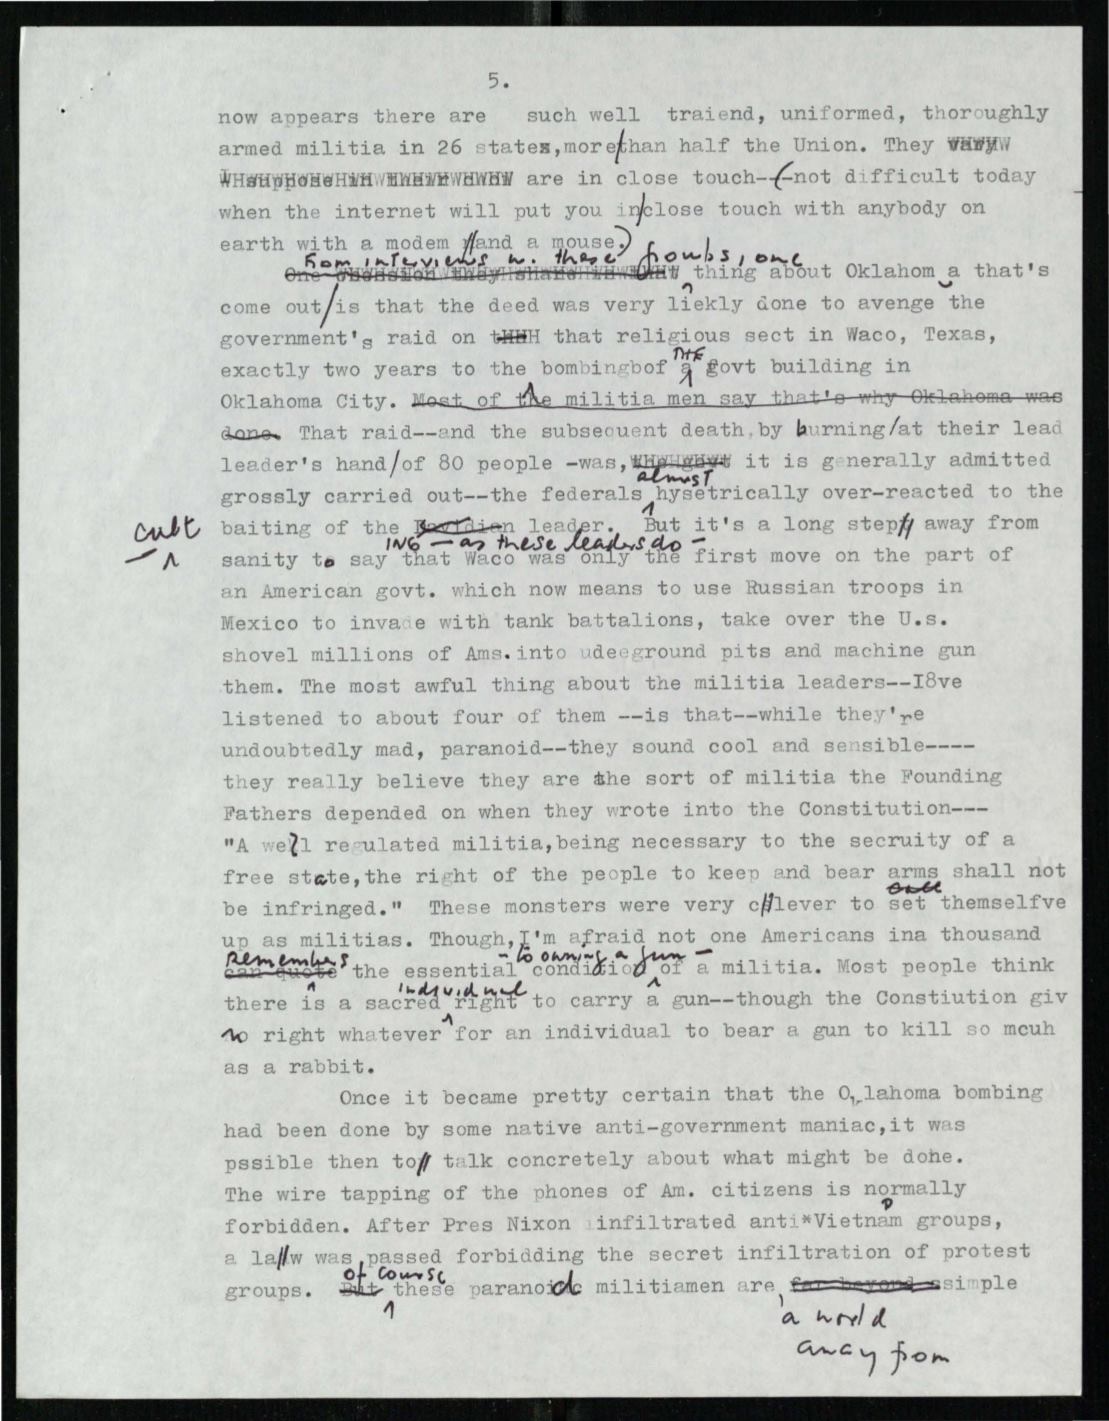 5.
now appears there are such well traiend, uniformed, thoroughly
armed militia in 26 states,more/than half the Union. They
are in close touch--(-not difficult today
when the internet will put you in/close touch with anybody on
earth with a modem //and a mouse.)
From interviews w. these groups, one
One thing about Oklahom a that's
come out/is that the deed was very liekly done to avenge the
government's raid on that religious sect in Waco, Texas,
THE
exactly two years to the bombingbof a govt building in
Oklahoma City. Most of the militia men say that's why Oklahoma was
done. That raid--and the subsequent death,by burning/at their lead
leader's hand/of 80 people -was, it is generally admitted
almost
grossly carried out--the federals hysetrically over-reacted to the
cult baiting of the Davidian leader. But it's a long step// away from
ING - as these leaders do -
sanity to say that Waco was only the first move on the part of
an American govt. which now means to use Russian troops in
Mexico to invade with tank battalions, take over the U.s.
shovel millions of Ams.into udeeground pits and machine gun
them. The most awful thing about the militia leaders--I8ve
listened to about four of them --is that--while they're
undoubtedly mad, paranoid--they sound cool and sensible----
they really believe they are the sort of militia the Founding
Fathers depended on when they wrote into the Constitution---
"A well regulated militia,being necessary to the secruity of a
free state,the right of the people to keep and bear arms shall not
call
be infringed." These monsters were very c//lever to set themselfve
up as militias. Though,I'm afraid not one Americans ina thousand
Remembers - to owning a gun -
can quote the essential condidioo of a militia. Most people think
individual
there is a sacred right to carry a gun--though the Constiution giv
no right whatever for an individual to bear a gun to kill so mcuh
as a rabbit.
Once it became pretty certain that the O,lahoma bombing
had been done by some native anti-government maniac,it was
pssible then to// talk concretely about what might be done.
The wire tapping of the phones of Am. citizens is normally
forbidden. After Pres Nixon infiltrated anti*Vietnam groups,
a la//w was passed forbidding the secret infiltration of protest
of course
groups. But these paranoid militiamen are far beyond ssimple
a world
away from